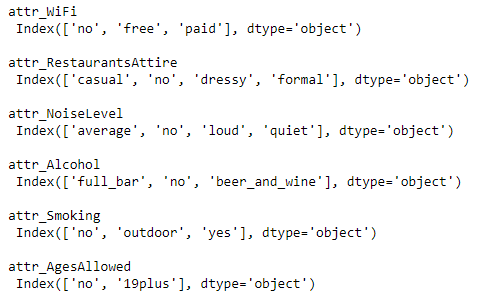 attr_WiFi
Index(['no', 'free', 'paid'], dtype='object')
attr_RestaurantsAttire
Index(['casual', 'no', 'dressy', 'formal'], dtype='object')
attr_NoiseLevel
Index(['average', 'no', 'loud', 'quiet'], dtype='object')
attr_Alcohol
Index(['full_bar', 'no', 'beer_and_wine'], dtype='object')
attr_Smoking
Index(['no', 'outdoor', 'yes'], dtype='object')
attr_AgesAllowed
Index(['no', '19plus'], dtype='object')